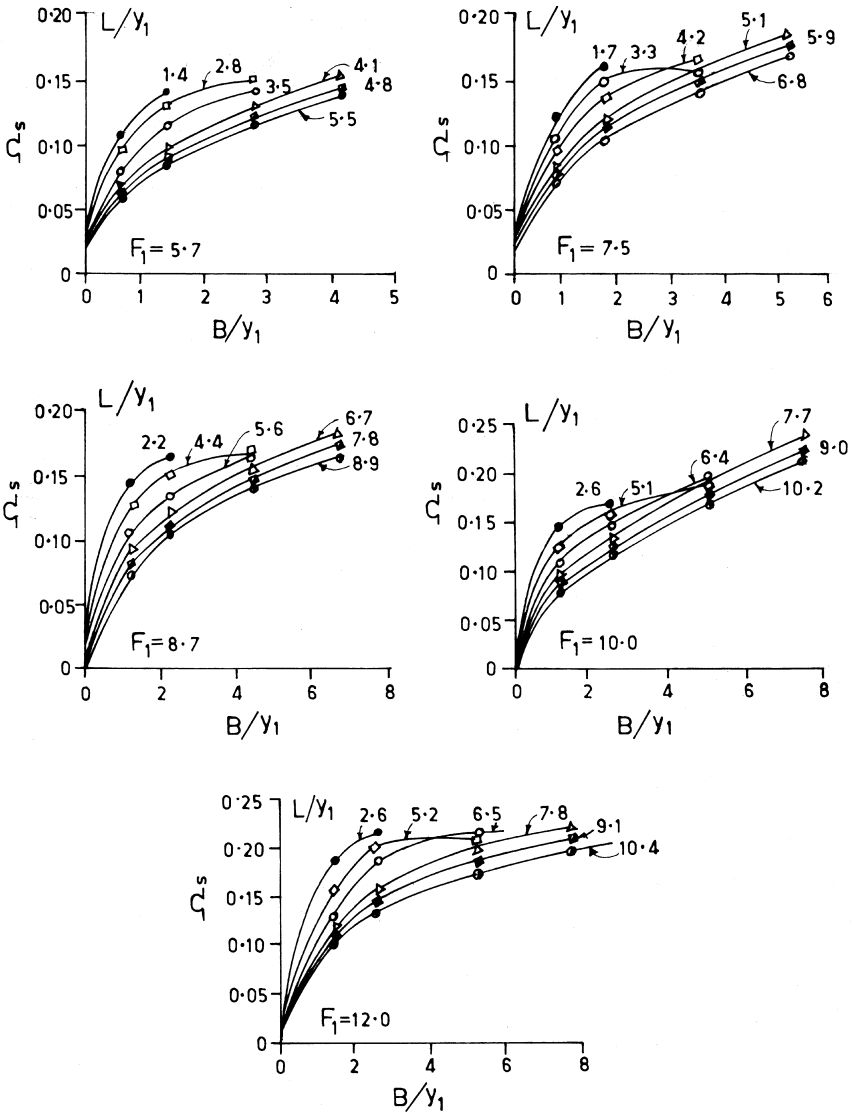 0·20 L/y₁
0·15 1·4 2·8 3·5 4·1 4·8
0·10 5·5
Ωs
0·05
0 F₁=5·7
0 1 2 3 4 5
B/y₁
0·20 L/y₁ 5·1 5·9
0·15 1·7 3·3 4·2 6·8
0·10
Ωs
0·05
0 F₁=7·5
0 1 2 3 4 5 6
B/y₁
0·20 L/y₁
0·15 2·2 4·4 5·6 6·7 7·8 8·9
Ωs
0·10
0·05
0 F₁=8·7
0 2 4 6 8
B/y₁
0·25 L/y₁ 7·7
0·20 2·6 5·1 6·4 9·0 10·2
0·15
Ωs
0·10
0·05
0 F₁=10·0
0 2 4 6 8
B/y₁
0·25 L/y₁ 2·6 5·2 6·5 7·8 9·1
0·20 10·4
Ωs
0·15
0·10
0·05
0 F₁=12·0
0 2 4 6 8
B/y₁